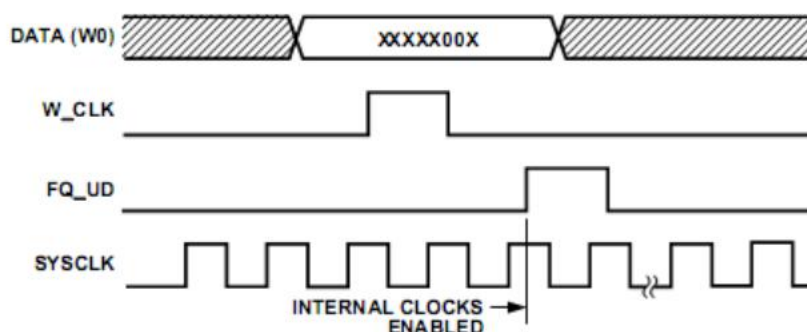 DATA (W0)
XXXXX00X
W_CLK
FQ_UD
SYSCLK
INTERNAL CLOCKS
ENABLED